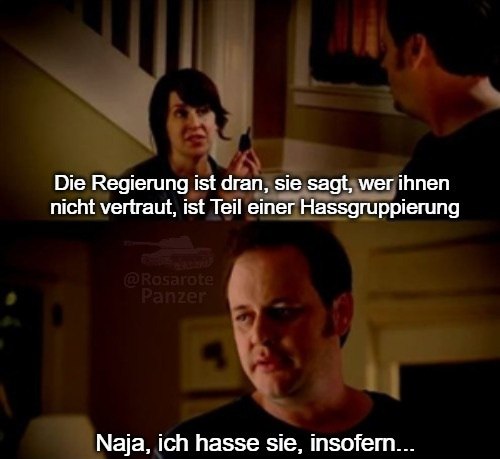 Die Regierung ist dran, sie sagt, wer ihnen
nicht vertraut, ist Teil einer Hassgruppierung
@Rosarote
Panzer
Naja, ich hasse sie, insofern...